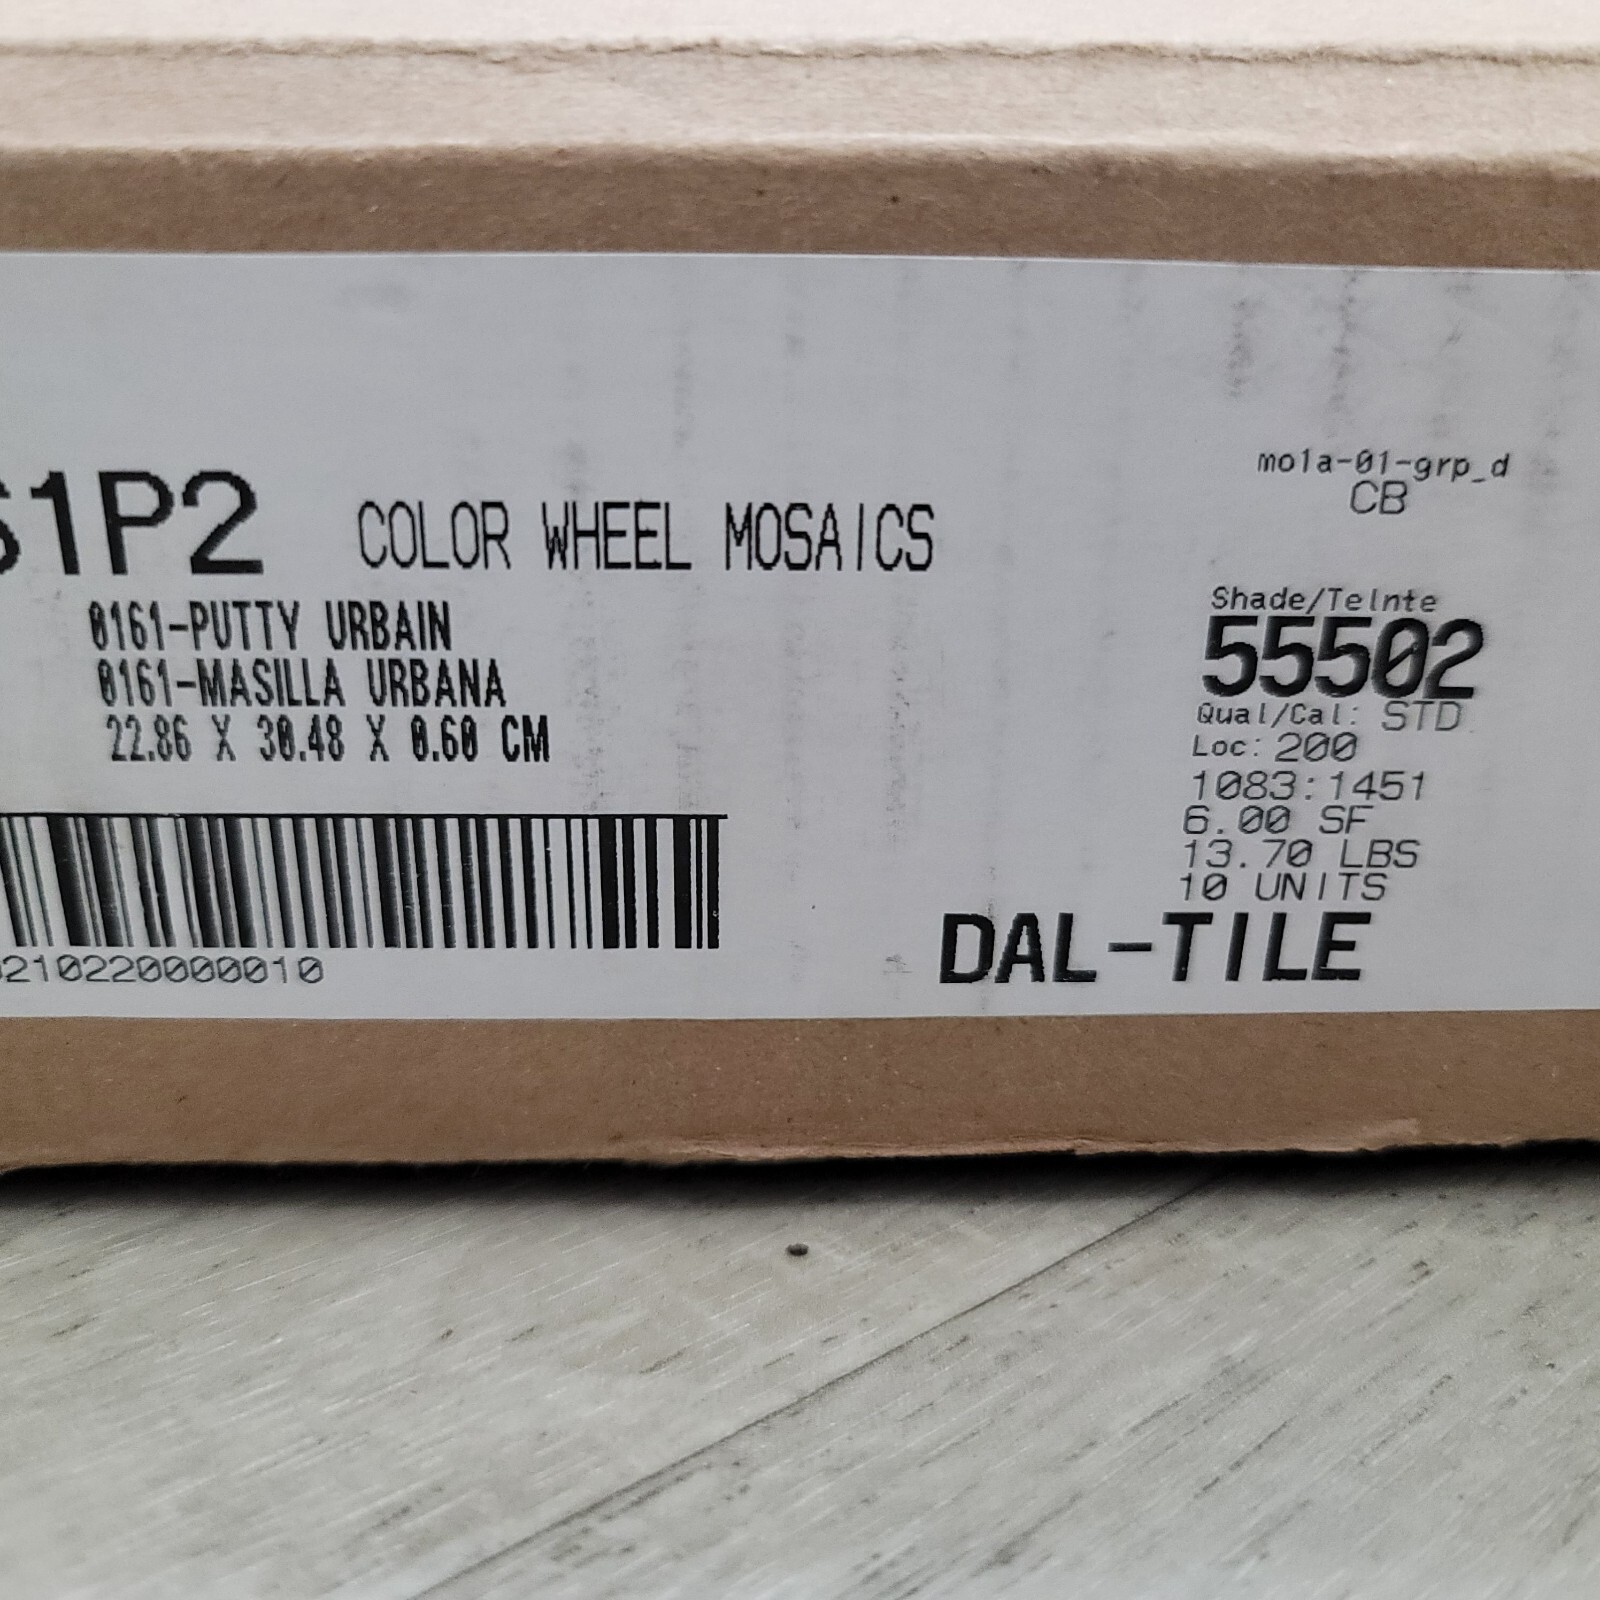 mola-01-grp_d
CB
61P2 COLOR WHEEL MOSAICS
0161-PUTTY URBAIN
0161-MASILLA URBANA
22.86 X 30.48 X 0.60 CM
Shade/Teinte
55502
Qual/Cal: STD
Loc: 200
1083:1451
6.00 SF
13.70 LBS
10 UNITS
0210220000010
DAL-TILE